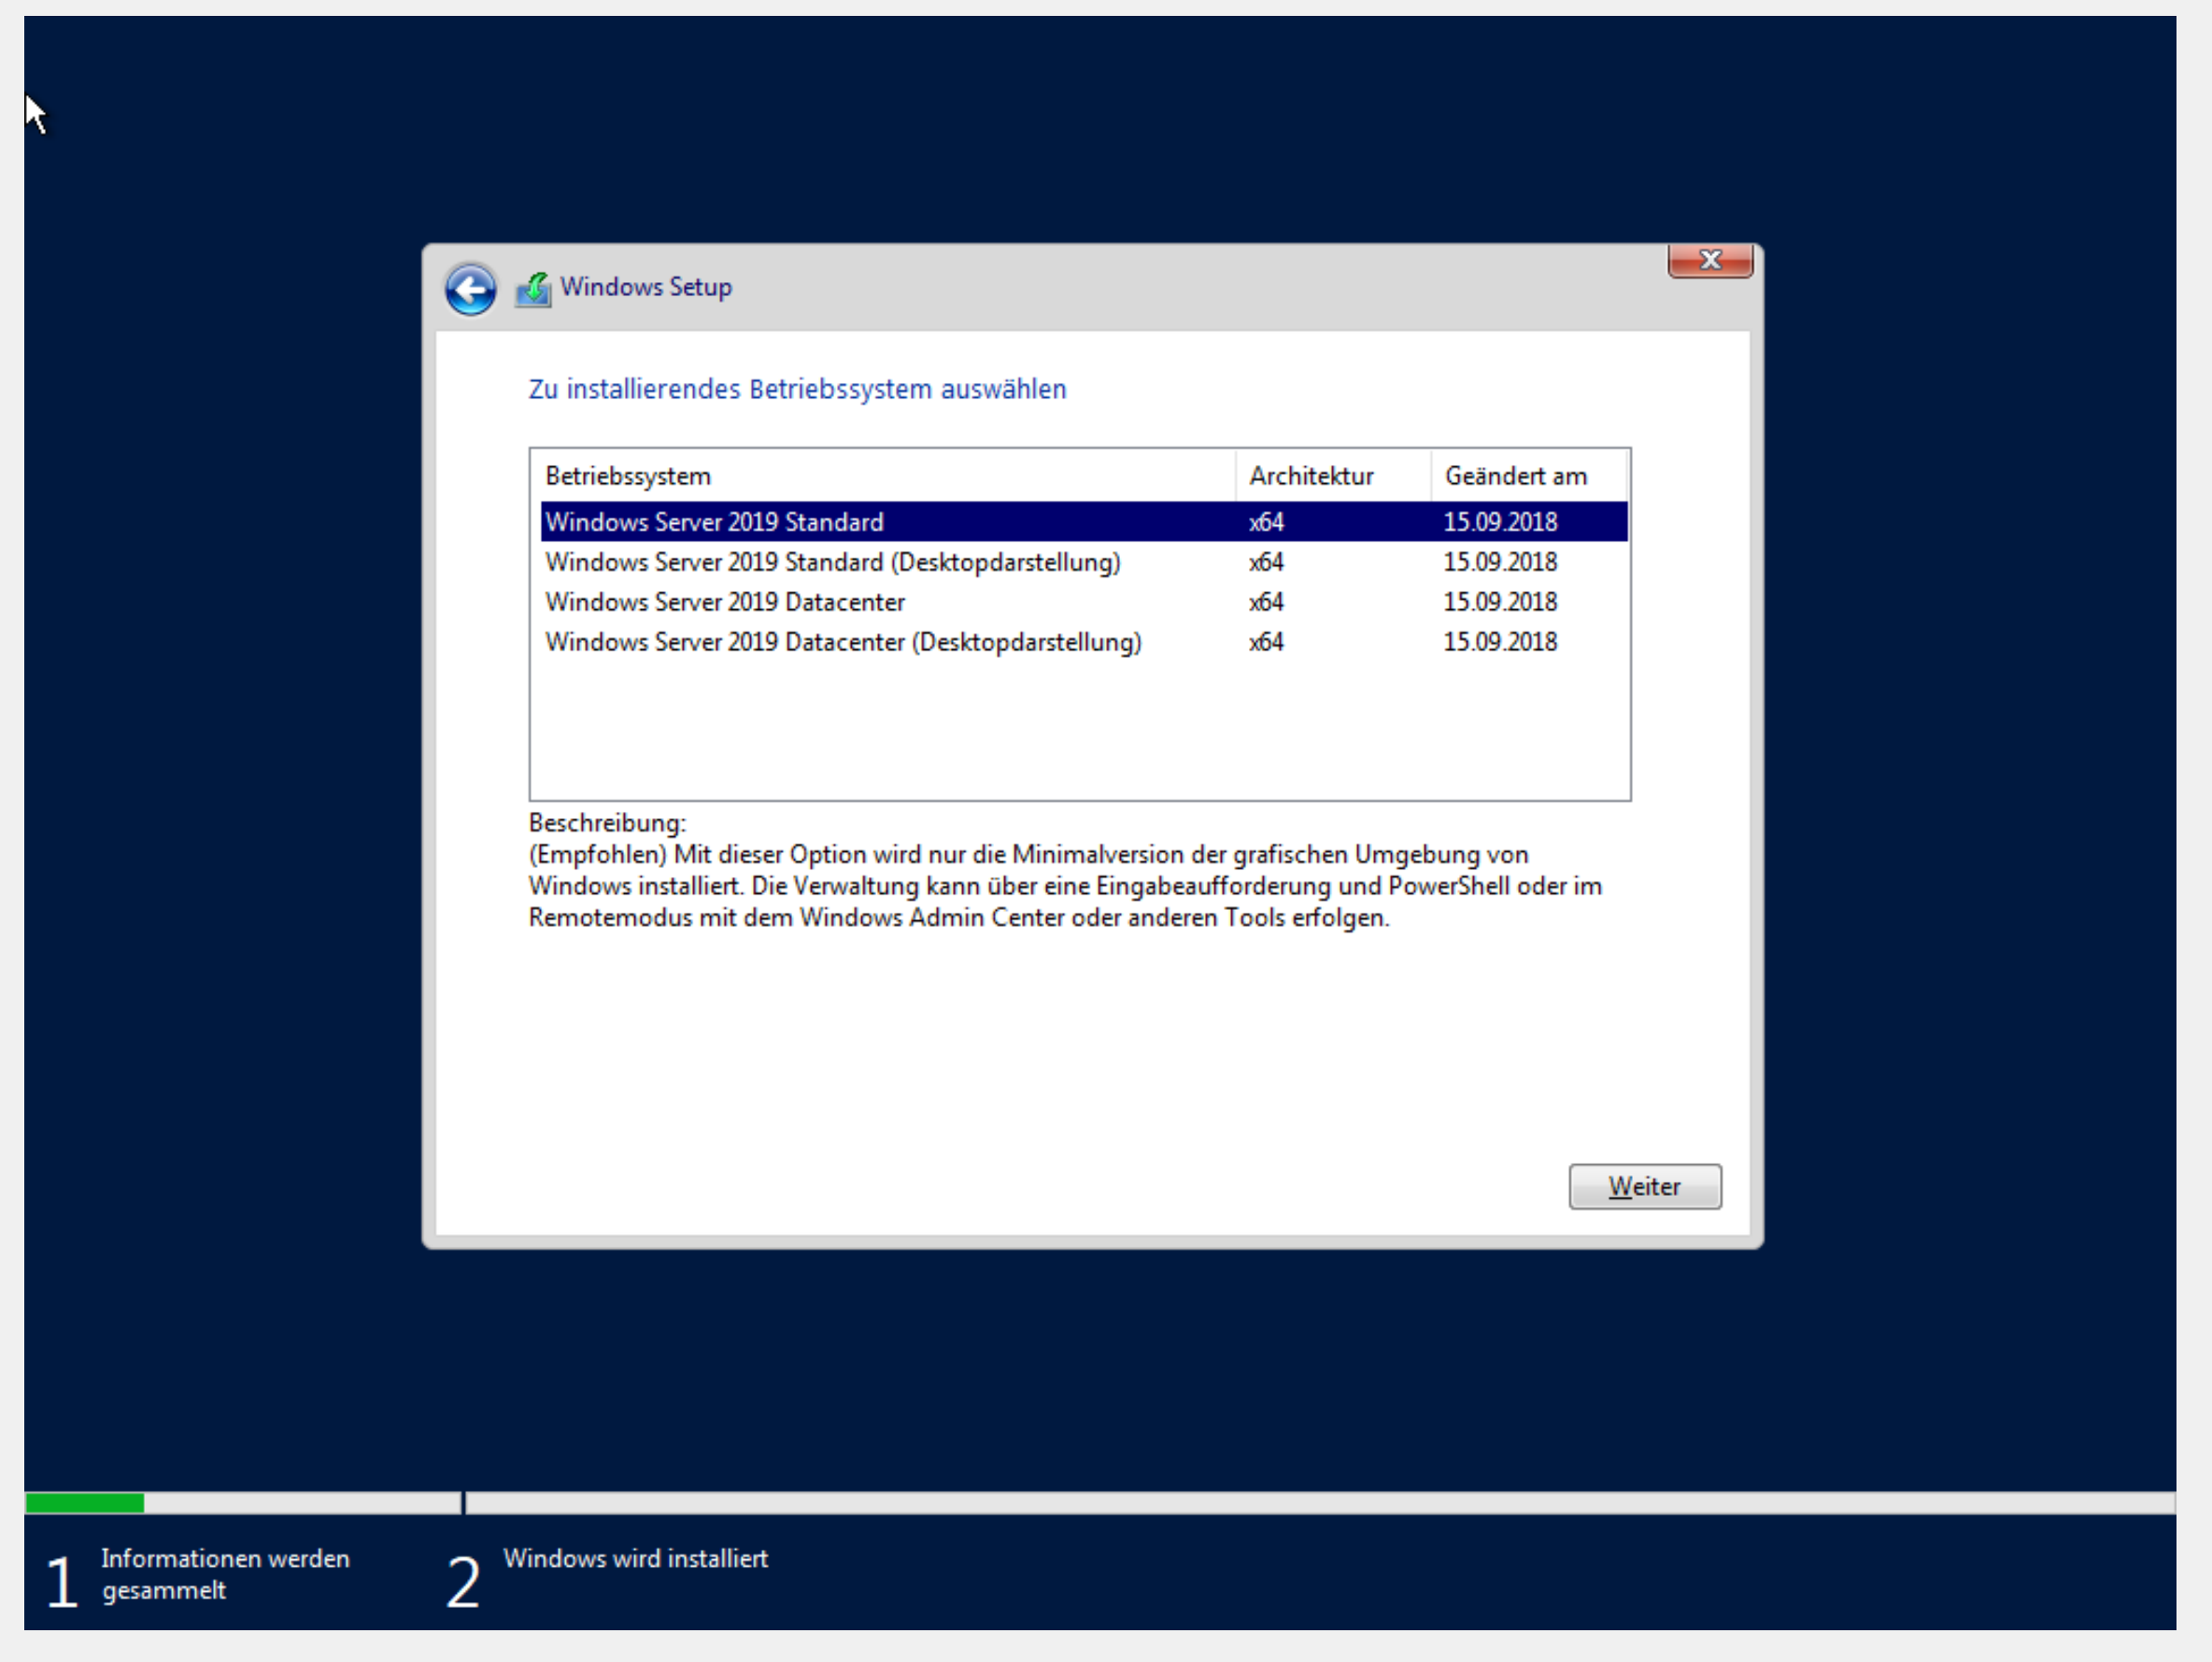 Windows Setup
Zu installierendes Betriebssystem auswählen
Betriebssystem Architektur Geändert am
Windows Server 2019 Standard x64 15.09.2018
Windows Server 2019 Standard (Desktopdarstellung) x64 15.09.2018
Windows Server 2019 Datacenter x64 15.09.2018
Windows Server 2019 Datacenter (Desktopdarstellung) x64 15.09.2018
Beschreibung:
(Empfohlen) Mit dieser Option wird nur die Minimalversion der grafischen Umgebung von
Windows installiert. Die Verwaltung kann über eine Eingabeaufforderung und PowerShell oder im
Remotemodus mit dem Windows Admin Center oder anderen Tools erfolgen.
Weiter
1 Informationen werden
gesammelt
2 Windows wird installiert